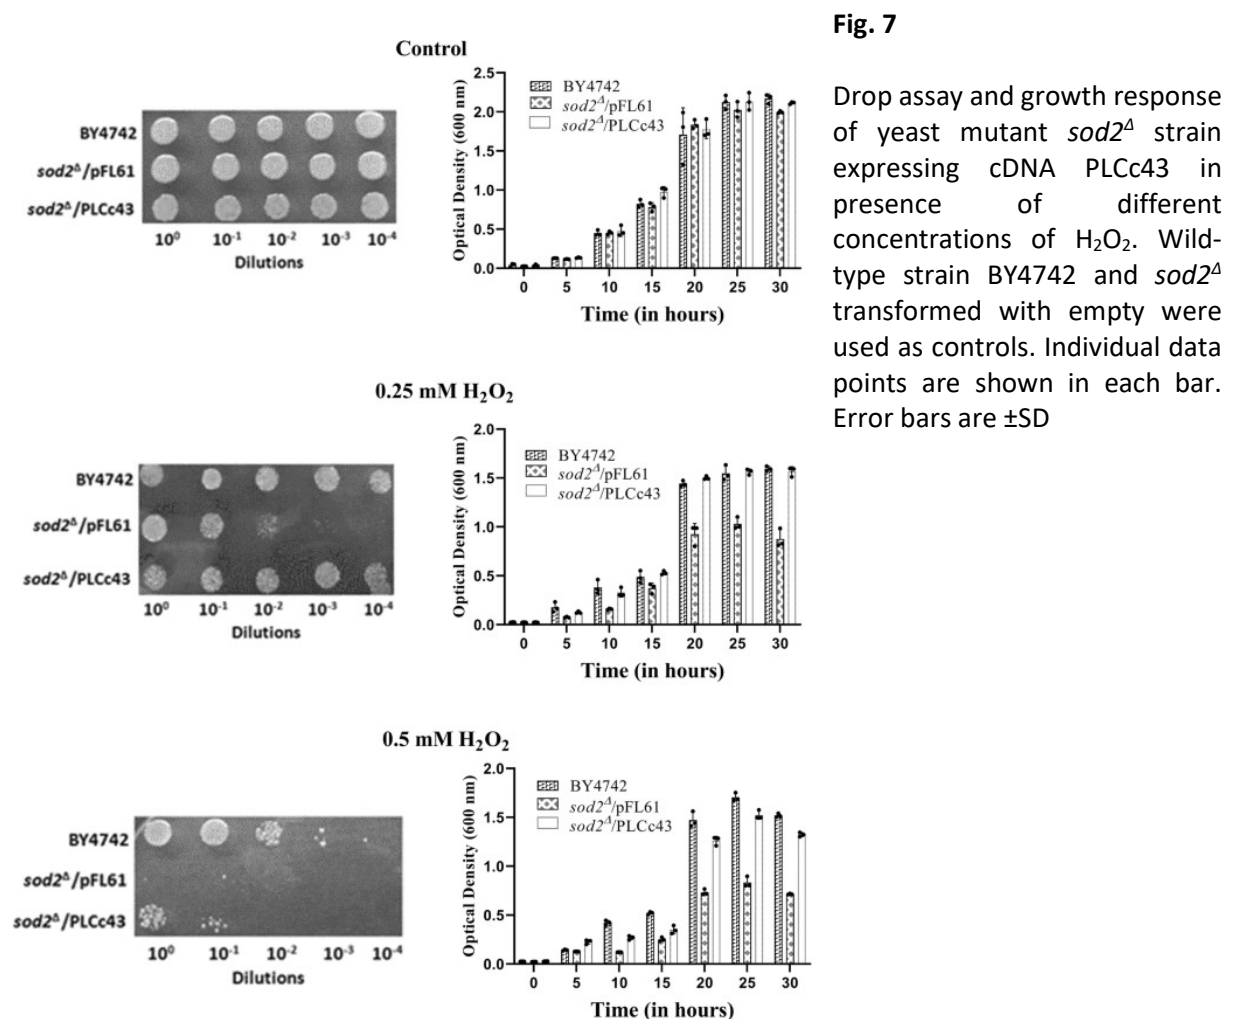 Fig. 7
Drop assay and growth response
of yeast mutant sod2Δ strain
expressing cDNA PLCc43 in
presence of different
concentrations of H₂O₂. Wild-
type strain BY4742 and sod2Δ
transformed with empty were
used as controls. Individual data
points are shown in each bar.
Error bars are ±SD
Control
BY4742
sod2Δ/pFL61
sod2Δ/PLCc43
10⁰ 10⁻¹ 10⁻² 10⁻³ 10⁻⁴
Dilutions
Optical Density (600 nm)
2.5
2.0
1.5
1.0
0.5
0.0
BY4742
sod2Δ/pFL61
sod2Δ/PLCc43
0 5 10 15 20 25 30
Time (in hours)
0.25 mM H₂O₂
BY4742
sod2Δ/pFL61
sod2Δ/PLCc43
10⁰ 10⁻¹ 10⁻² 10⁻³ 10⁻⁴
Dilutions
Optical Density (600 nm)
2.0
1.5
1.0
0.5
0.0
BY4742
sod2Δ/pFL61
sod2Δ/PLCc43
0 5 10 15 20 25 30
Time (in hours)
0.5 mM H₂O₂
BY4742
sod2Δ/pFL61
sod2Δ/PLCc43
10⁰ 10⁻¹ 10⁻² 10⁻³ 10⁻⁴
Dilutions
Optical Density (600 nm)
2.0
1.5
1.0
0.5
0.0
BY4742
sod2Δ/pFL61
sod2Δ/PLCc43
0 5 10 15 20 25 30
Time (in hours)